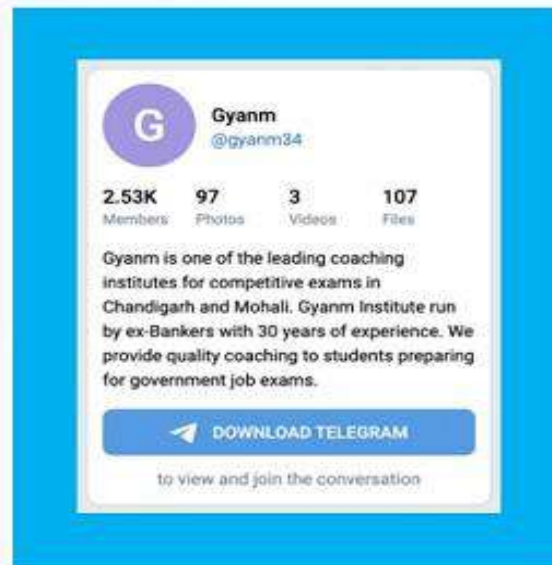 G
Gyanm
@gyanm34
2.53K 97 3 107
Members Photos Videos Files
Gyanm is one of the leading coaching
institutes for competitive exams in
Chandigarh and Mohali. Gyanm Institute run
by ex-Bankers with 30 years of experience. We
provide quality coaching to students preparing
for government job exams.
DOWNLOAD TELEGRAM
to view and join the conversation